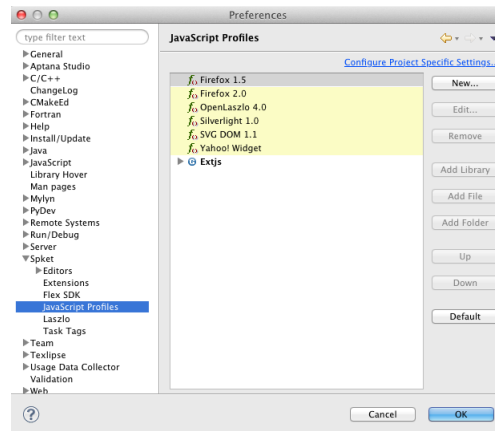 Preferences
type filter text
JavaScript Profiles
General
Aptana Studio
C/C++
ChangeLog
CMakeEd
Fortran
Help
Install/Update
Java
JavaScript
Library Hover
Man pages
Mylyn
PyDev
Remote Systems
Run/Debug
Server
Spket
Editors
Extensions
Flex SDK
JavaScript Profiles
Laszlo
Task Tags
Team
Texlipse
Usage Data Collector
Validation
Web
Configure Project Specific Settings..
Firefox 1.5
Firefox 2.0
OpenLaszlo 4.0
Silverlight 1.0
SVG DOM 1.1
Yahoo! Widget
Extjs
New...
Edit...
Remove
Add Library
Add File
Add Folder
Up
Down
Default
?
Cancel
OK